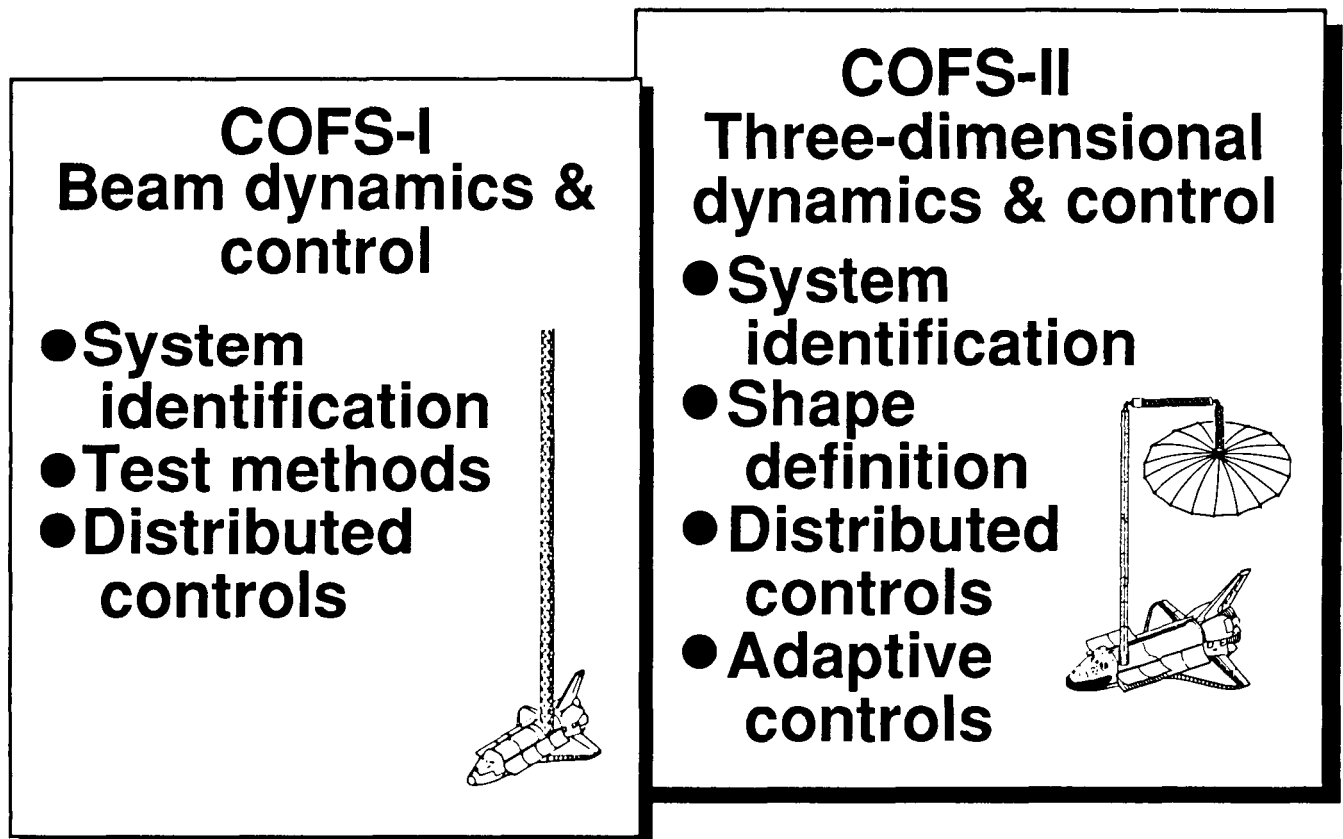 COFS-I
Beam dynamics &
control
●System
identification
●Test methods
●Distributed
controls
COFS-II
Three-dimensional
dynamics & control
●System
identification
●Shape
definition
●Distributed
controls
●Adaptive
controls